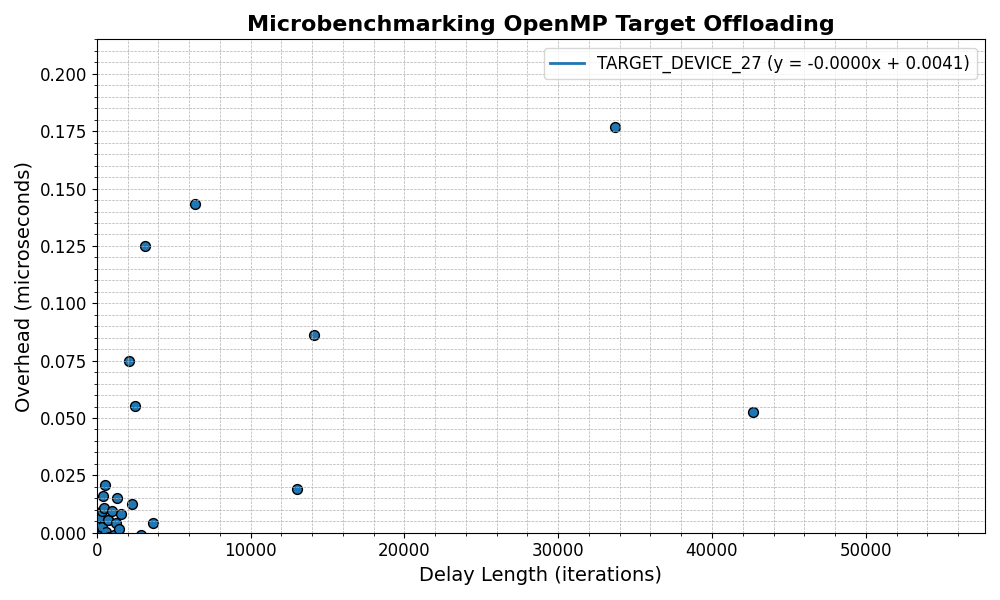 Microbenchmarking OpenMP Target Offloading
TARGET_DEVICE_27 (y = -0.0000x + 0.0041)
Overhead (microseconds)
0.200
0.175
0.150
0.125
0.100
0.075
0.050
0.025
0.000
0 10000 20000 30000 40000 50000
Delay Length (iterations)